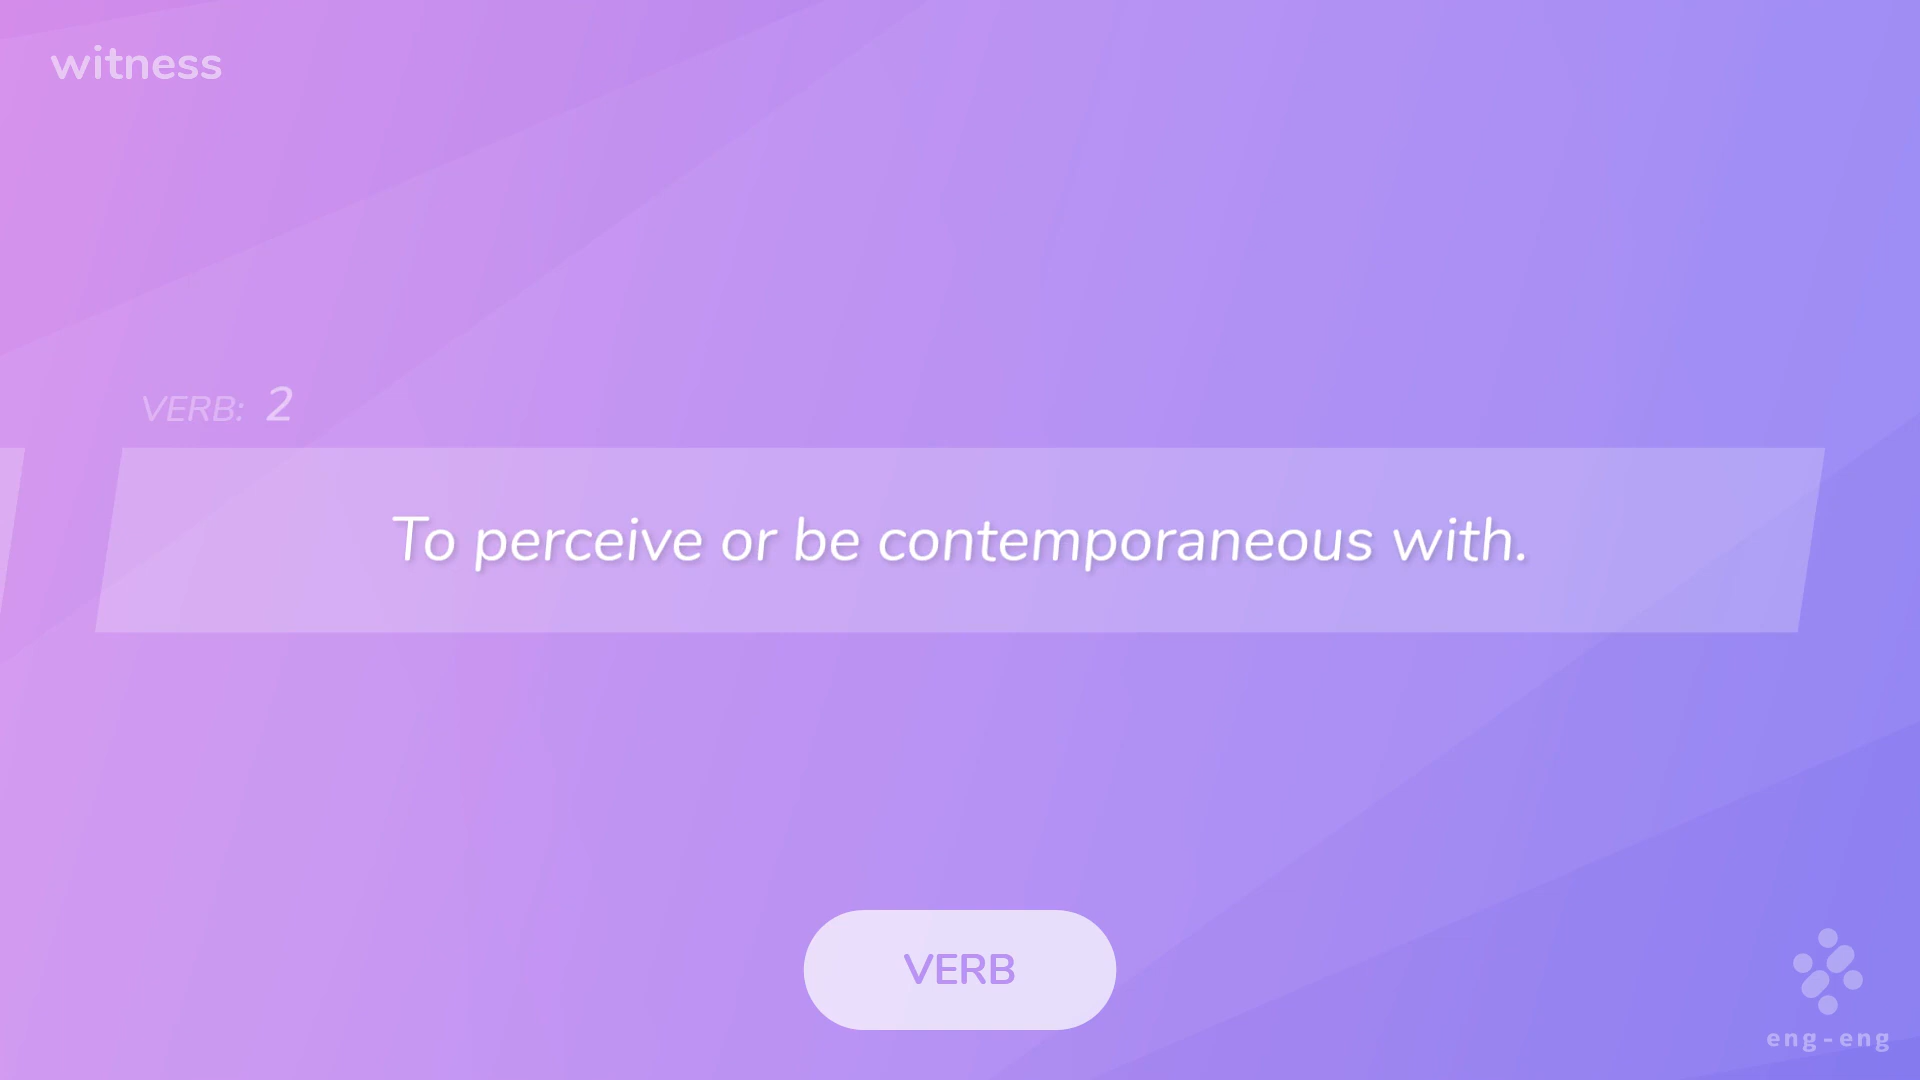 witness
VERB: 2
To perceive or be contemporaneous with.
VERB
eng-eng